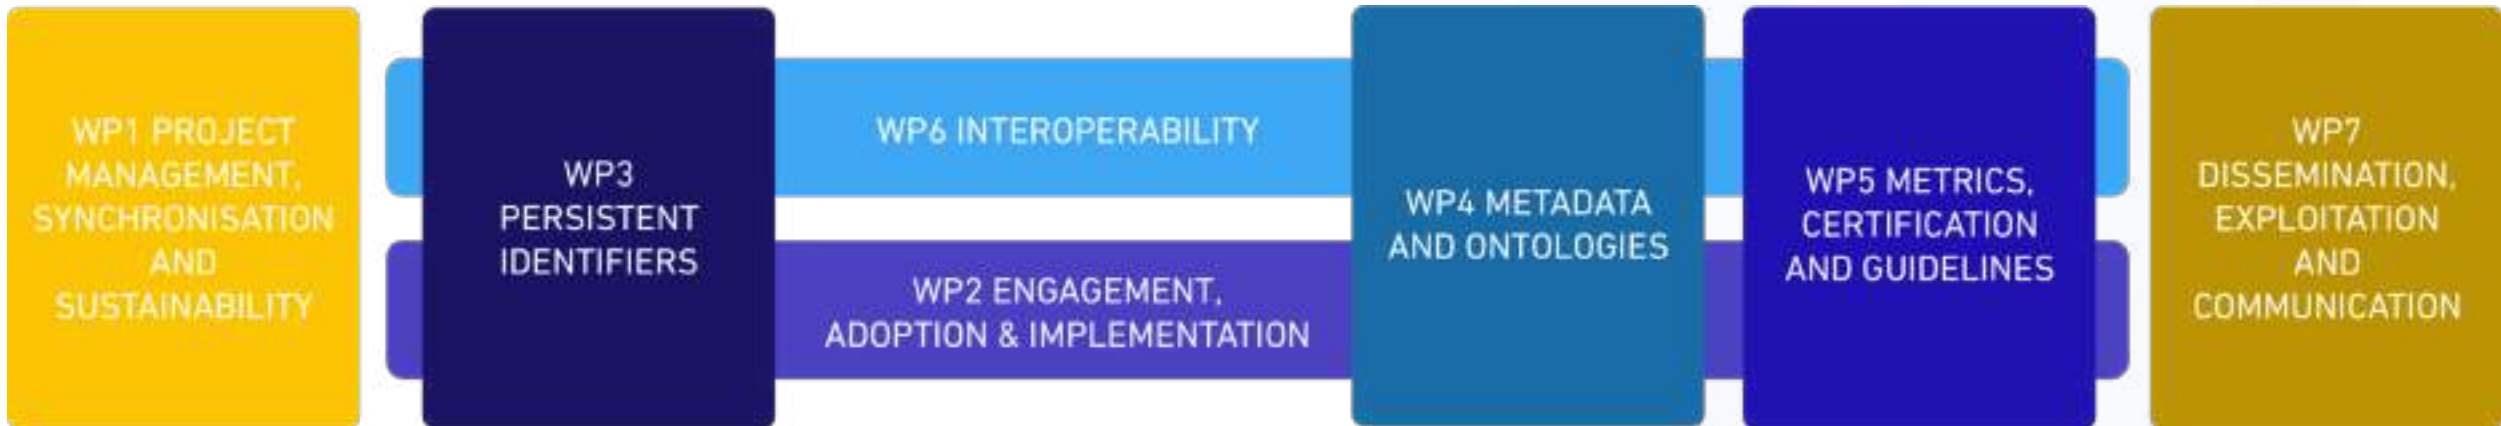 WP1 PROJECT
MANAGEMENT,
SYNCHRONISATION
AND
SUSTAINABILITY
WP3
PERSISTENT
IDENTIFIERS
WP6 INTEROPERABILITY
WP2 ENGAGEMENT,
ADOPTION & IMPLEMENTATION
WP4 METADATA
AND ONTOLOGIES
WP5 METRICS,
CERTIFICATION
AND GUIDELINES
WP7
DISSEMINATION,
EXPLOITATION
AND
COMMUNICATION